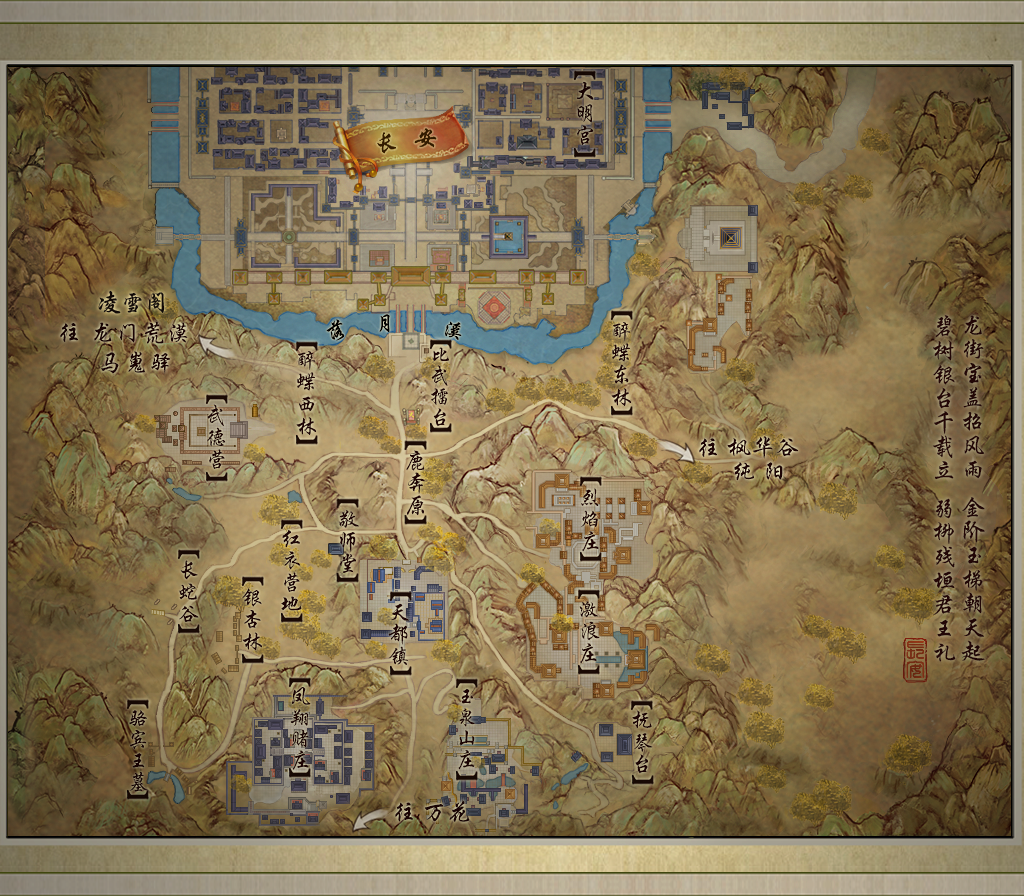 【大明宫】
长安
落月溪
凌雪阁
往 龙门荒漠
马嵬驿
【醉蝶西林】
【比武擂台】
【醉蝶东林】
【武德营】
【鹿奔原】
往 枫华谷
纯阳
龙街宝盖招风雨 金阶玉梯朝天起
碧树银台千载立 弱拂残垣君王礼
长安
【敬师堂】
【烈焰庄】
【红衣营地】
【长蛇谷】
【银杏林】
【天都镇】
【激浪庄】
【骆宾王墓】
【凤翔赌庄】
【玉泉山庄】
【抚琴台】
往 万花